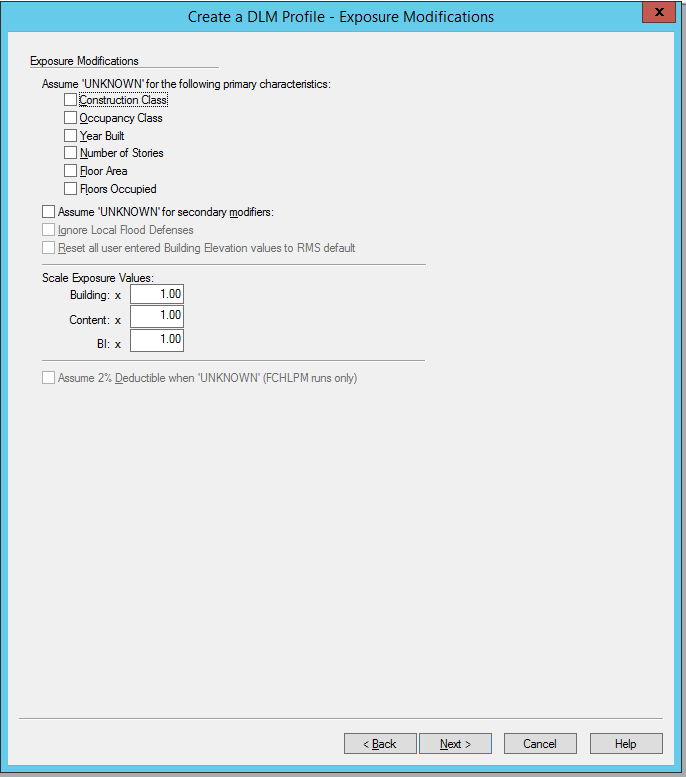 Create a DLM Profile - Exposure Modifications
x
Exposure Modifications
Assume 'UNKNOWN' for the following primary characteristics:
Construction Class
Occupancy Class
Year Built
Number of Stories
Floor Area
Floors Occupied
Assume 'UNKNOWN' for secondary modifiers:
Ignore Local Flood Defenses
Reset all user entered Building Elevation values to RMS default
Scale Exposure Values:
Building: x 1.00
Content: x 1.00
BI: x 1.00
Assume 2% Deductible when 'UNKNOWN' (FCHLPM runs only)
< Back Next > Cancel Help